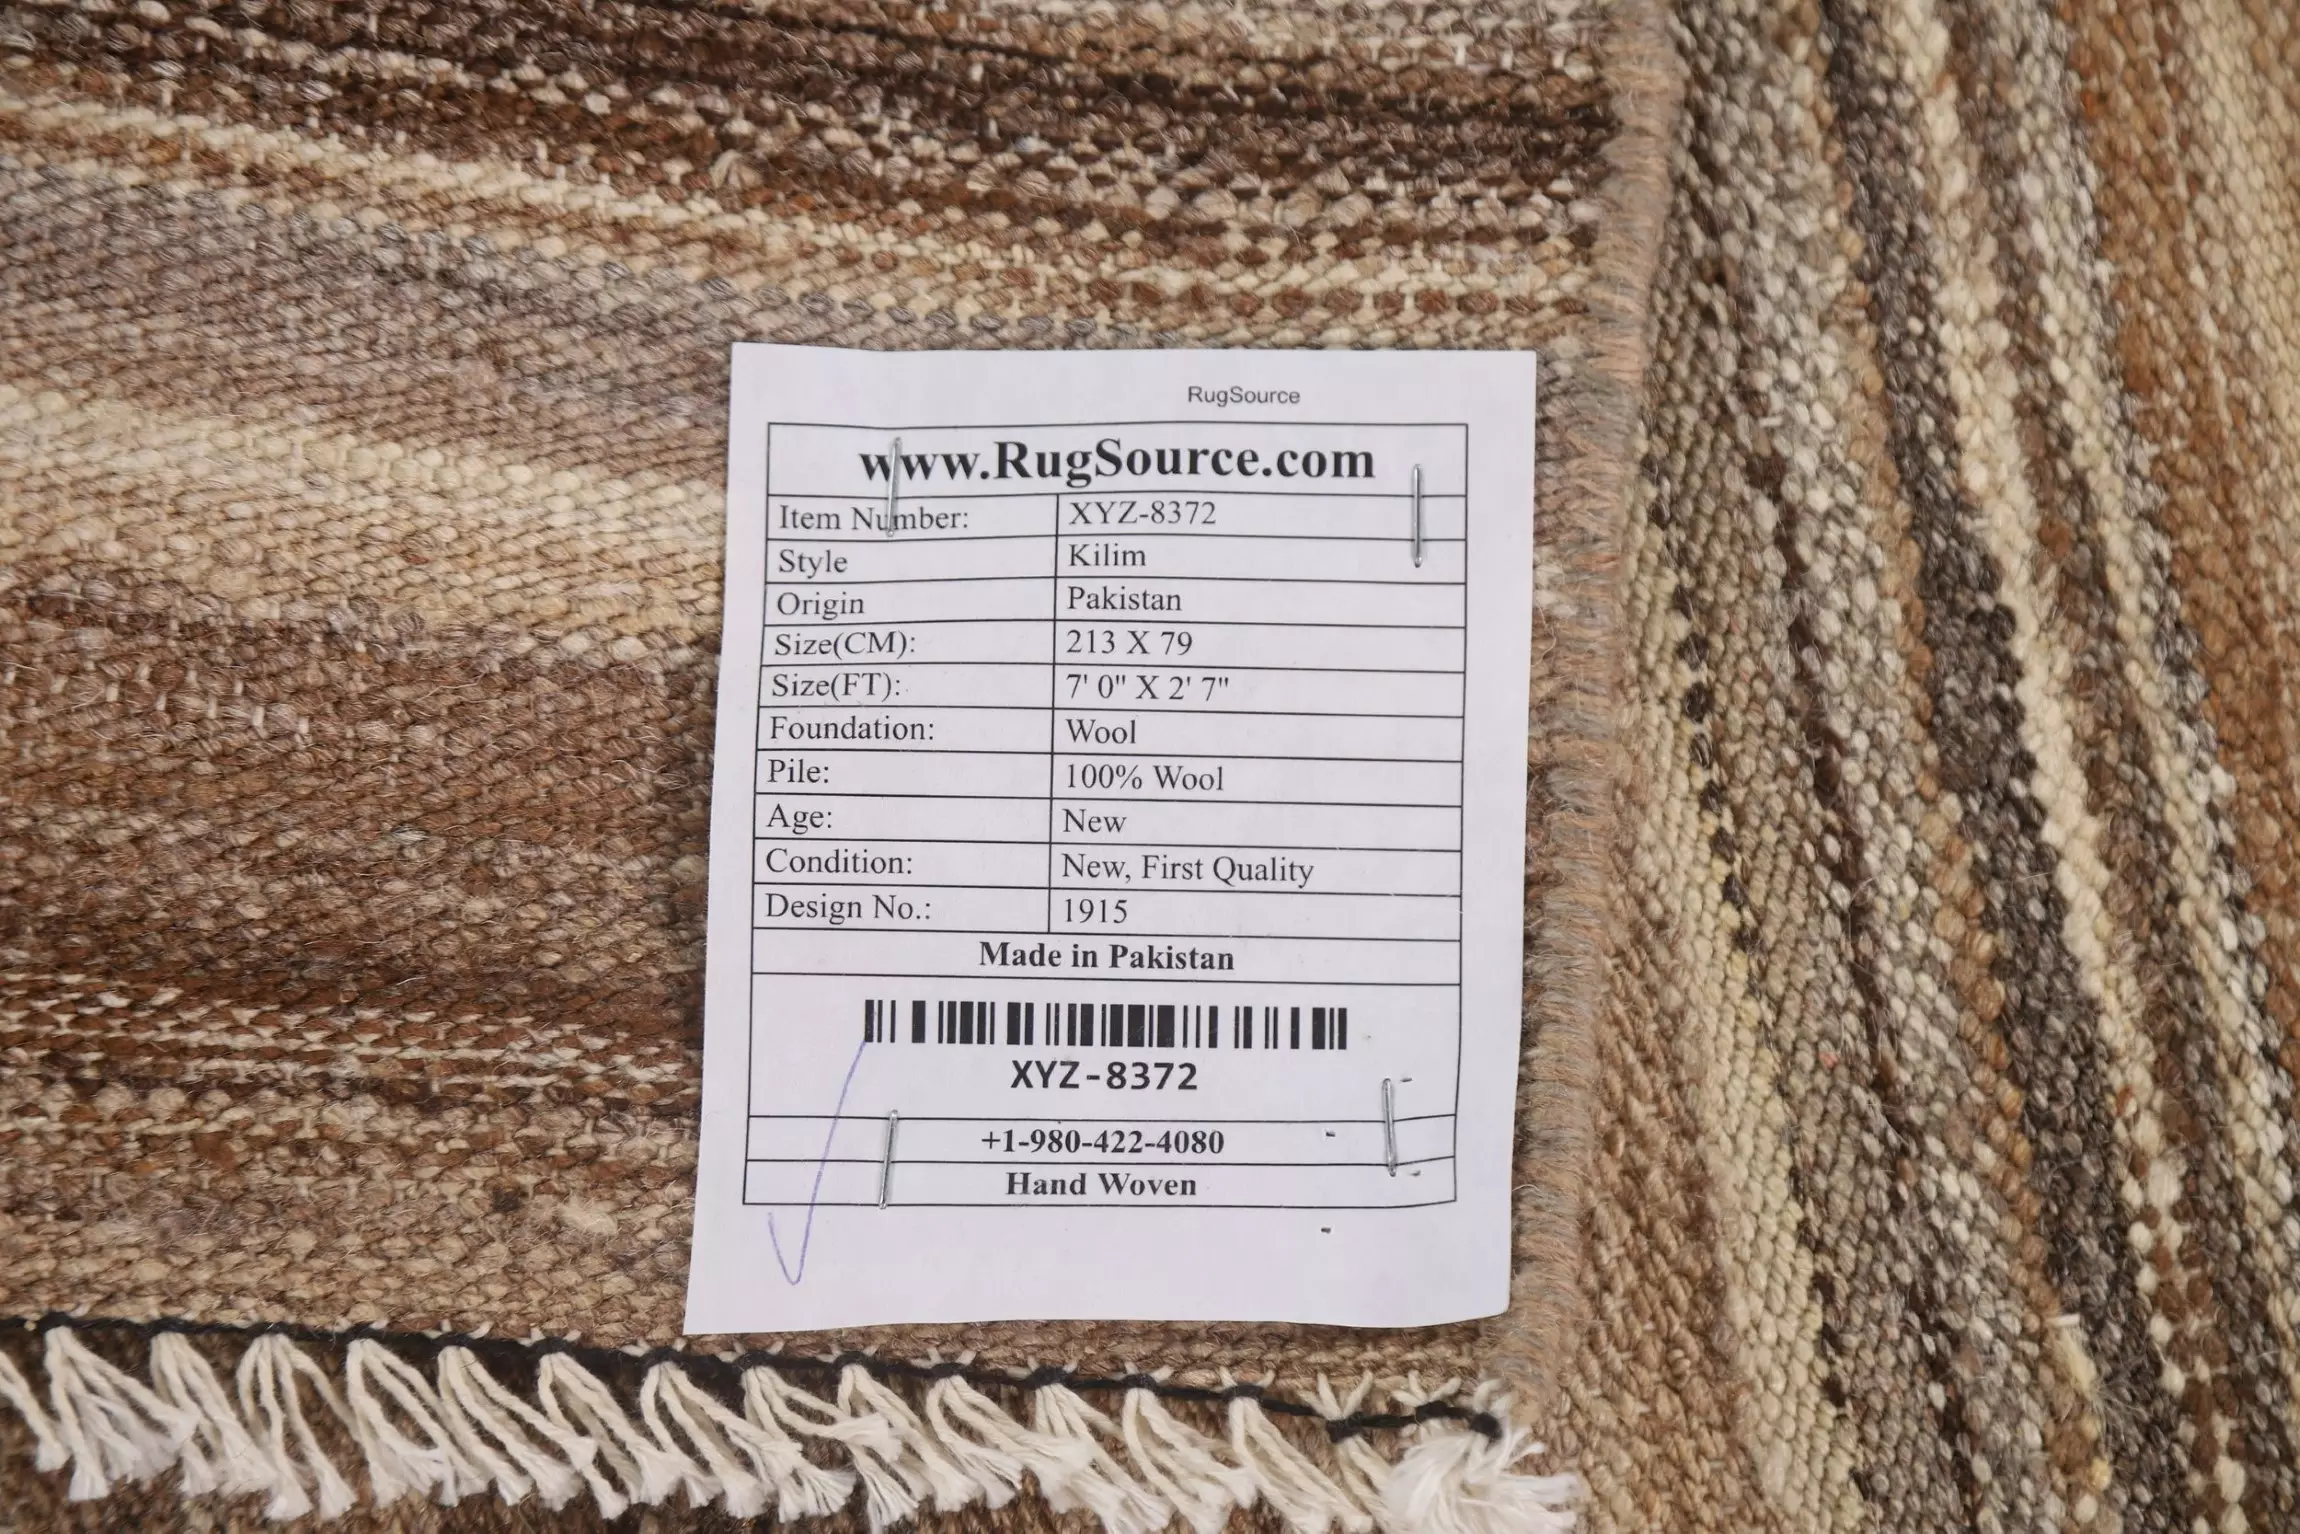 RugSource
www.RugSource.com
Item Number: XYZ-8372
Style Kilim
Origin Pakistan
Size(CM): 213 X 79
Size(FT): 7' 0" X 2' 7"
Foundation: Wool
Pile: 100% Wool
Age: New
Condition: New, First Quality
Design No.: 1915
Made in Pakistan
XYZ-8372
+1-980-422-4080
Hand Woven